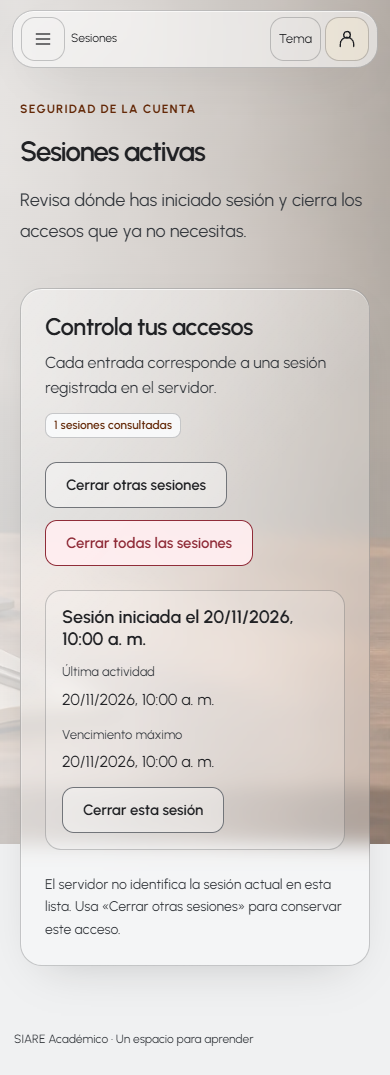 Sesiones
Tema
SEGURIDAD DE LA CUENTA
Sesiones activas
Revisa dónde has iniciado sesión y cierra los
accesos que ya no necesitas.
Controla tus accesos
Cada entrada corresponde a una sesión
registrada en el servidor.
1 sesiones consultadas
Cerrar otras sesiones
Cerrar todas las sesiones
Sesión iniciada el 20/11/2026,
10:00 a. m.
Última actividad
20/11/2026, 10:00 a. m.
Vencimiento máximo
20/11/2026, 10:00 a. m.
Cerrar esta sesión
El servidor no identifica la sesión actual en esta
lista. Usa «Cerrar otras sesiones» para conservar
este acceso.
SIARE Académico · Un espacio para aprender